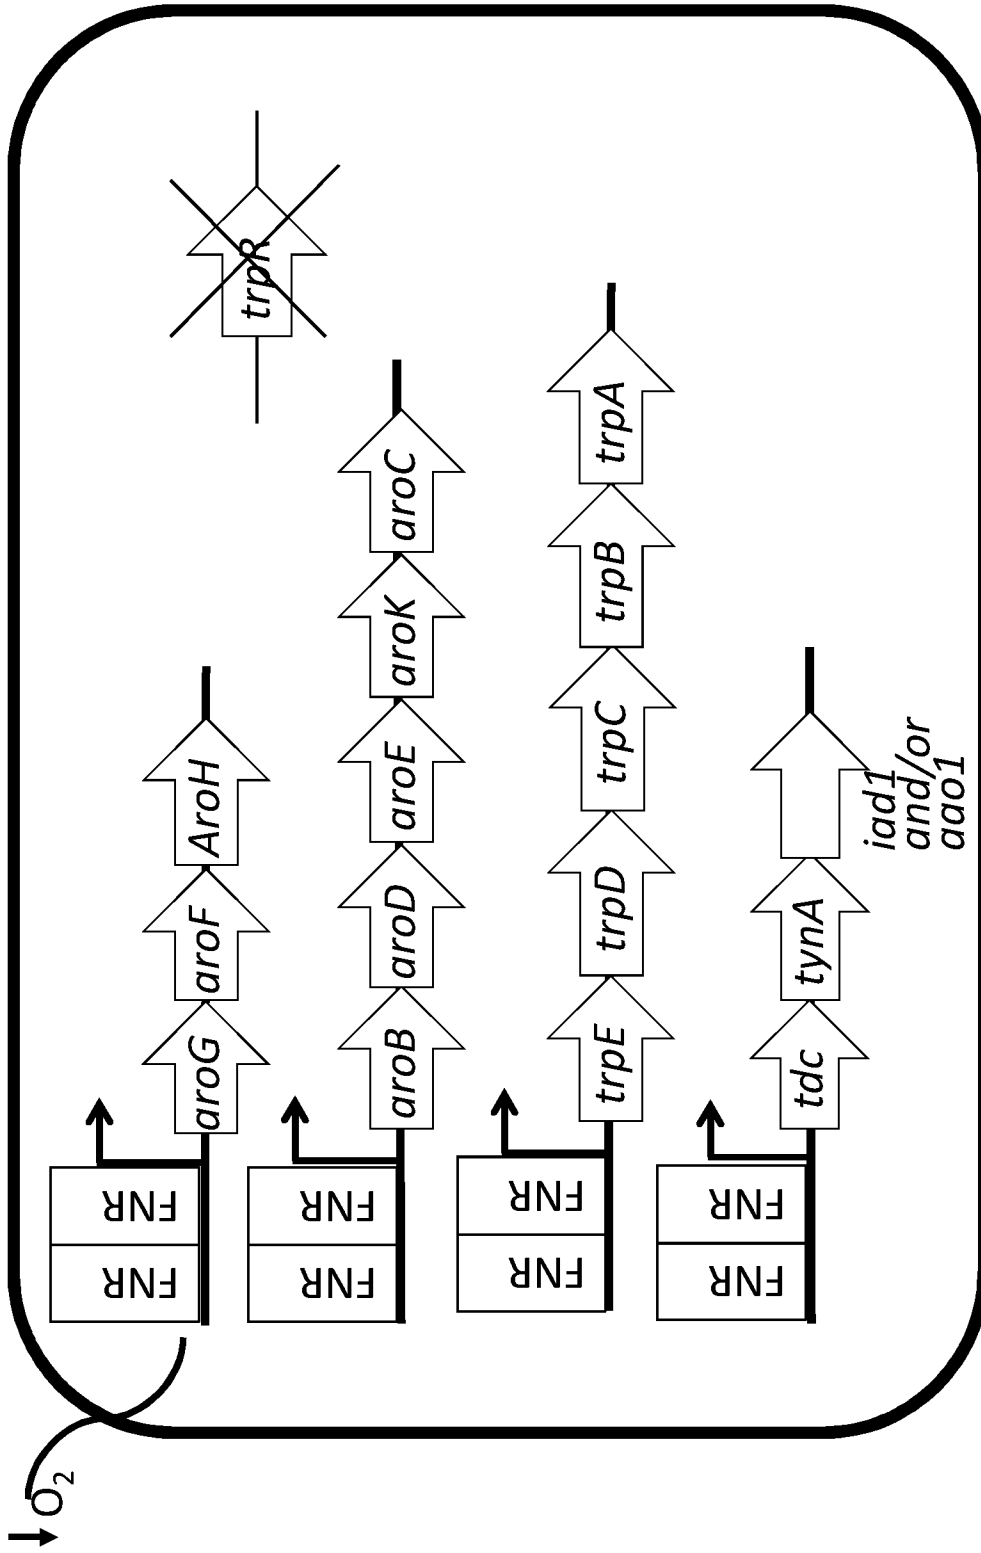 O₂
FNR FNR
aroG aroF AroH
trpR
FNR FNR
aroB aroD aroE aroK aroC
FNR FNR
trpE trpD trpC trpB trpA
FNR FNR
tdc tynA
iad1
and/or
aao1